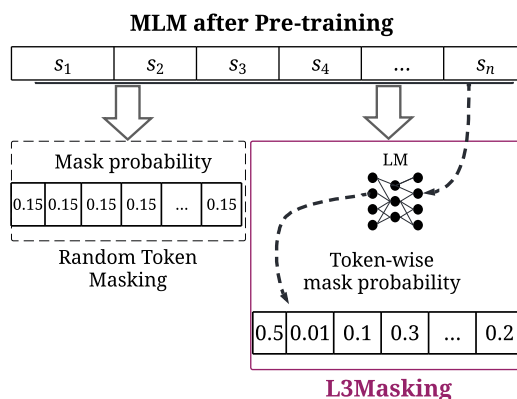 MLM after Pre-training
s1 s2 s3 s4 ... sn
Mask probability
0.15 0.15 0.15 0.15 ... 0.15
Random Token
Masking
LM
Token-wise
mask probability
0.5 0.01 0.1 0.3 ... 0.2
L3Masking